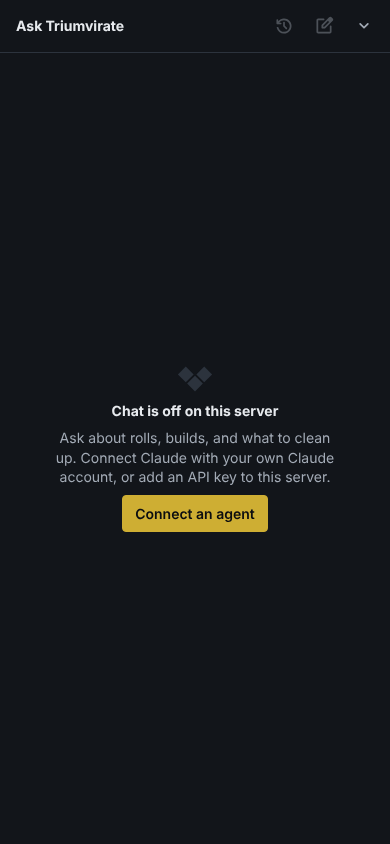 Ask Triumvirate
Chat is off on this server
Ask about rolls, builds, and what to clean
up. Connect Claude with your own Claude
account, or add an API key to this server.
Connect an agent